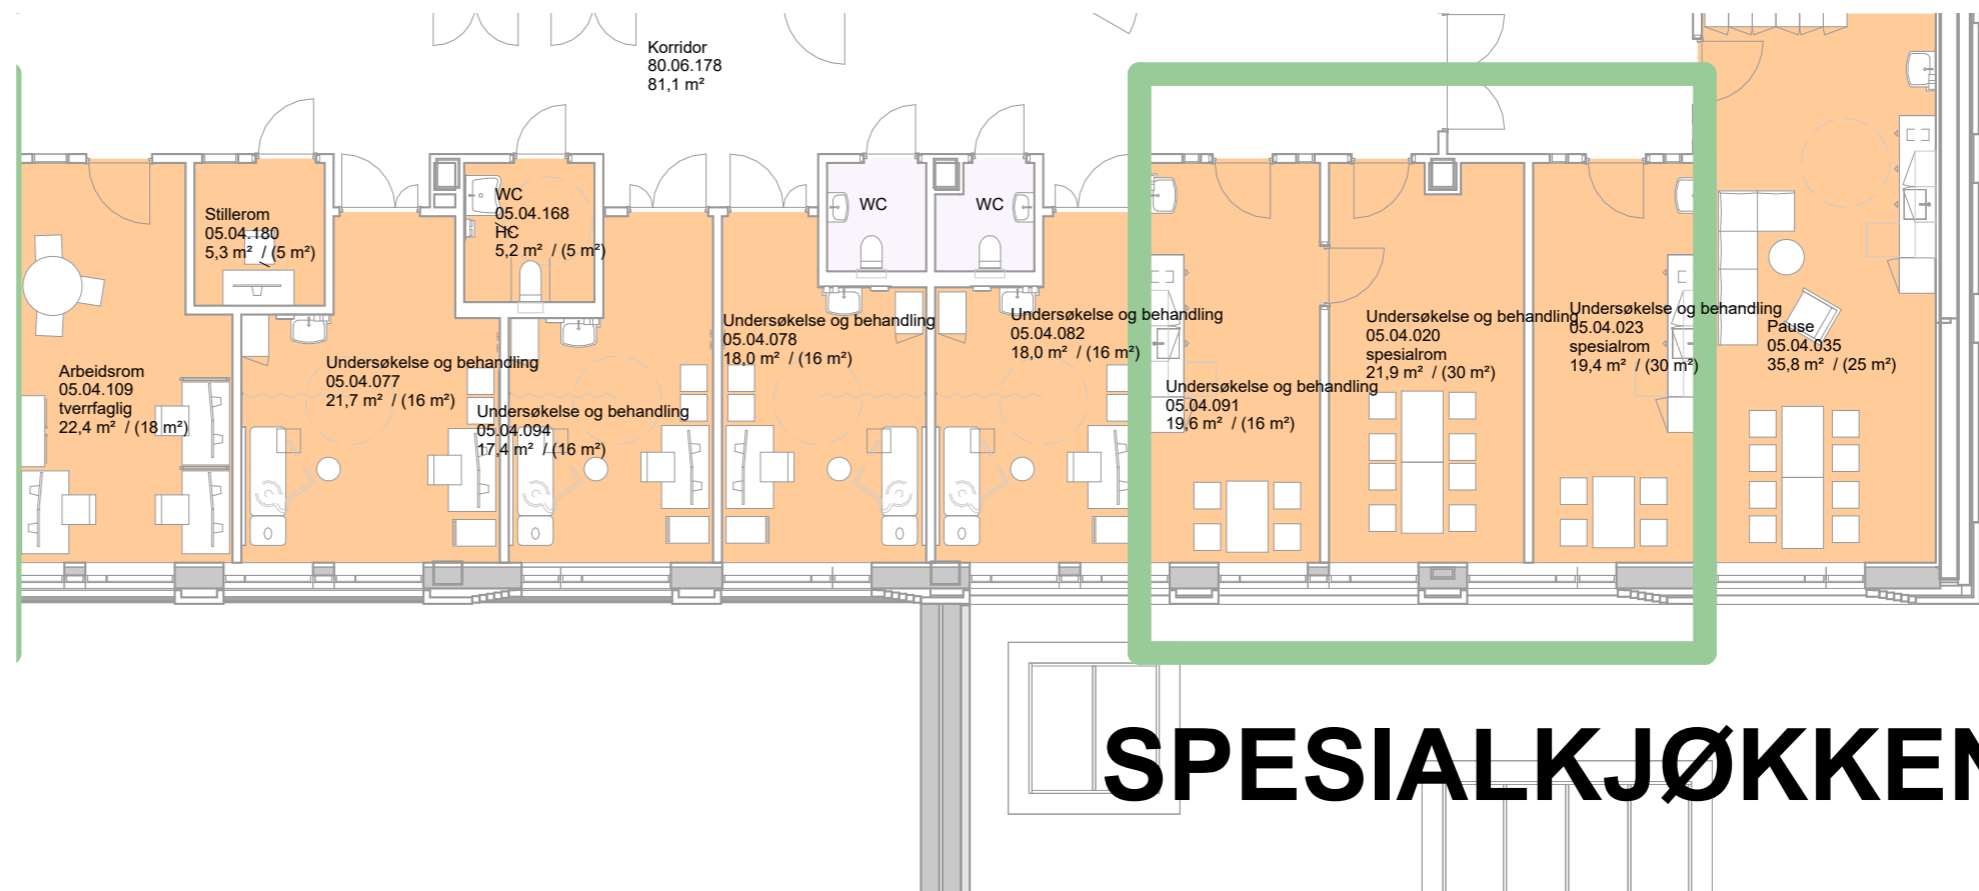 Korridor
80.06.178
81,1 m²
Stillerom
05.04.180
5,3 m² / (5 m²)
WC
05.04.168
HC
5,2 m² / (5 m²)
WC
WC
Arbeidsrom
05.04.109
tverrfaglig
22,4 m² / (18 m²)
Undersøkelse og behandling
05.04.077
21,7 m² / (16 m²)
Undersøkelse og behandling
05.04.094
17,4 m² / (16 m²)
Undersøkelse og behandling
05.04.078
18,0 m² / (16 m²)
Undersøkelse og behandling
05.04.082
18,0 m² / (16 m²)
Undersøkelse og behandling
05.04.091
19,6 m² / (16 m²)
Undersøkelse og behandling
05.04.020
spesialrom
21,9 m² / (30 m²)
Undersøkelse og behandling
05.04.023
spesialrom
19,4 m² / (30 m²)
Pause
05.04.035
35,8 m² / (25 m²)
SPESIALKJØKKEN